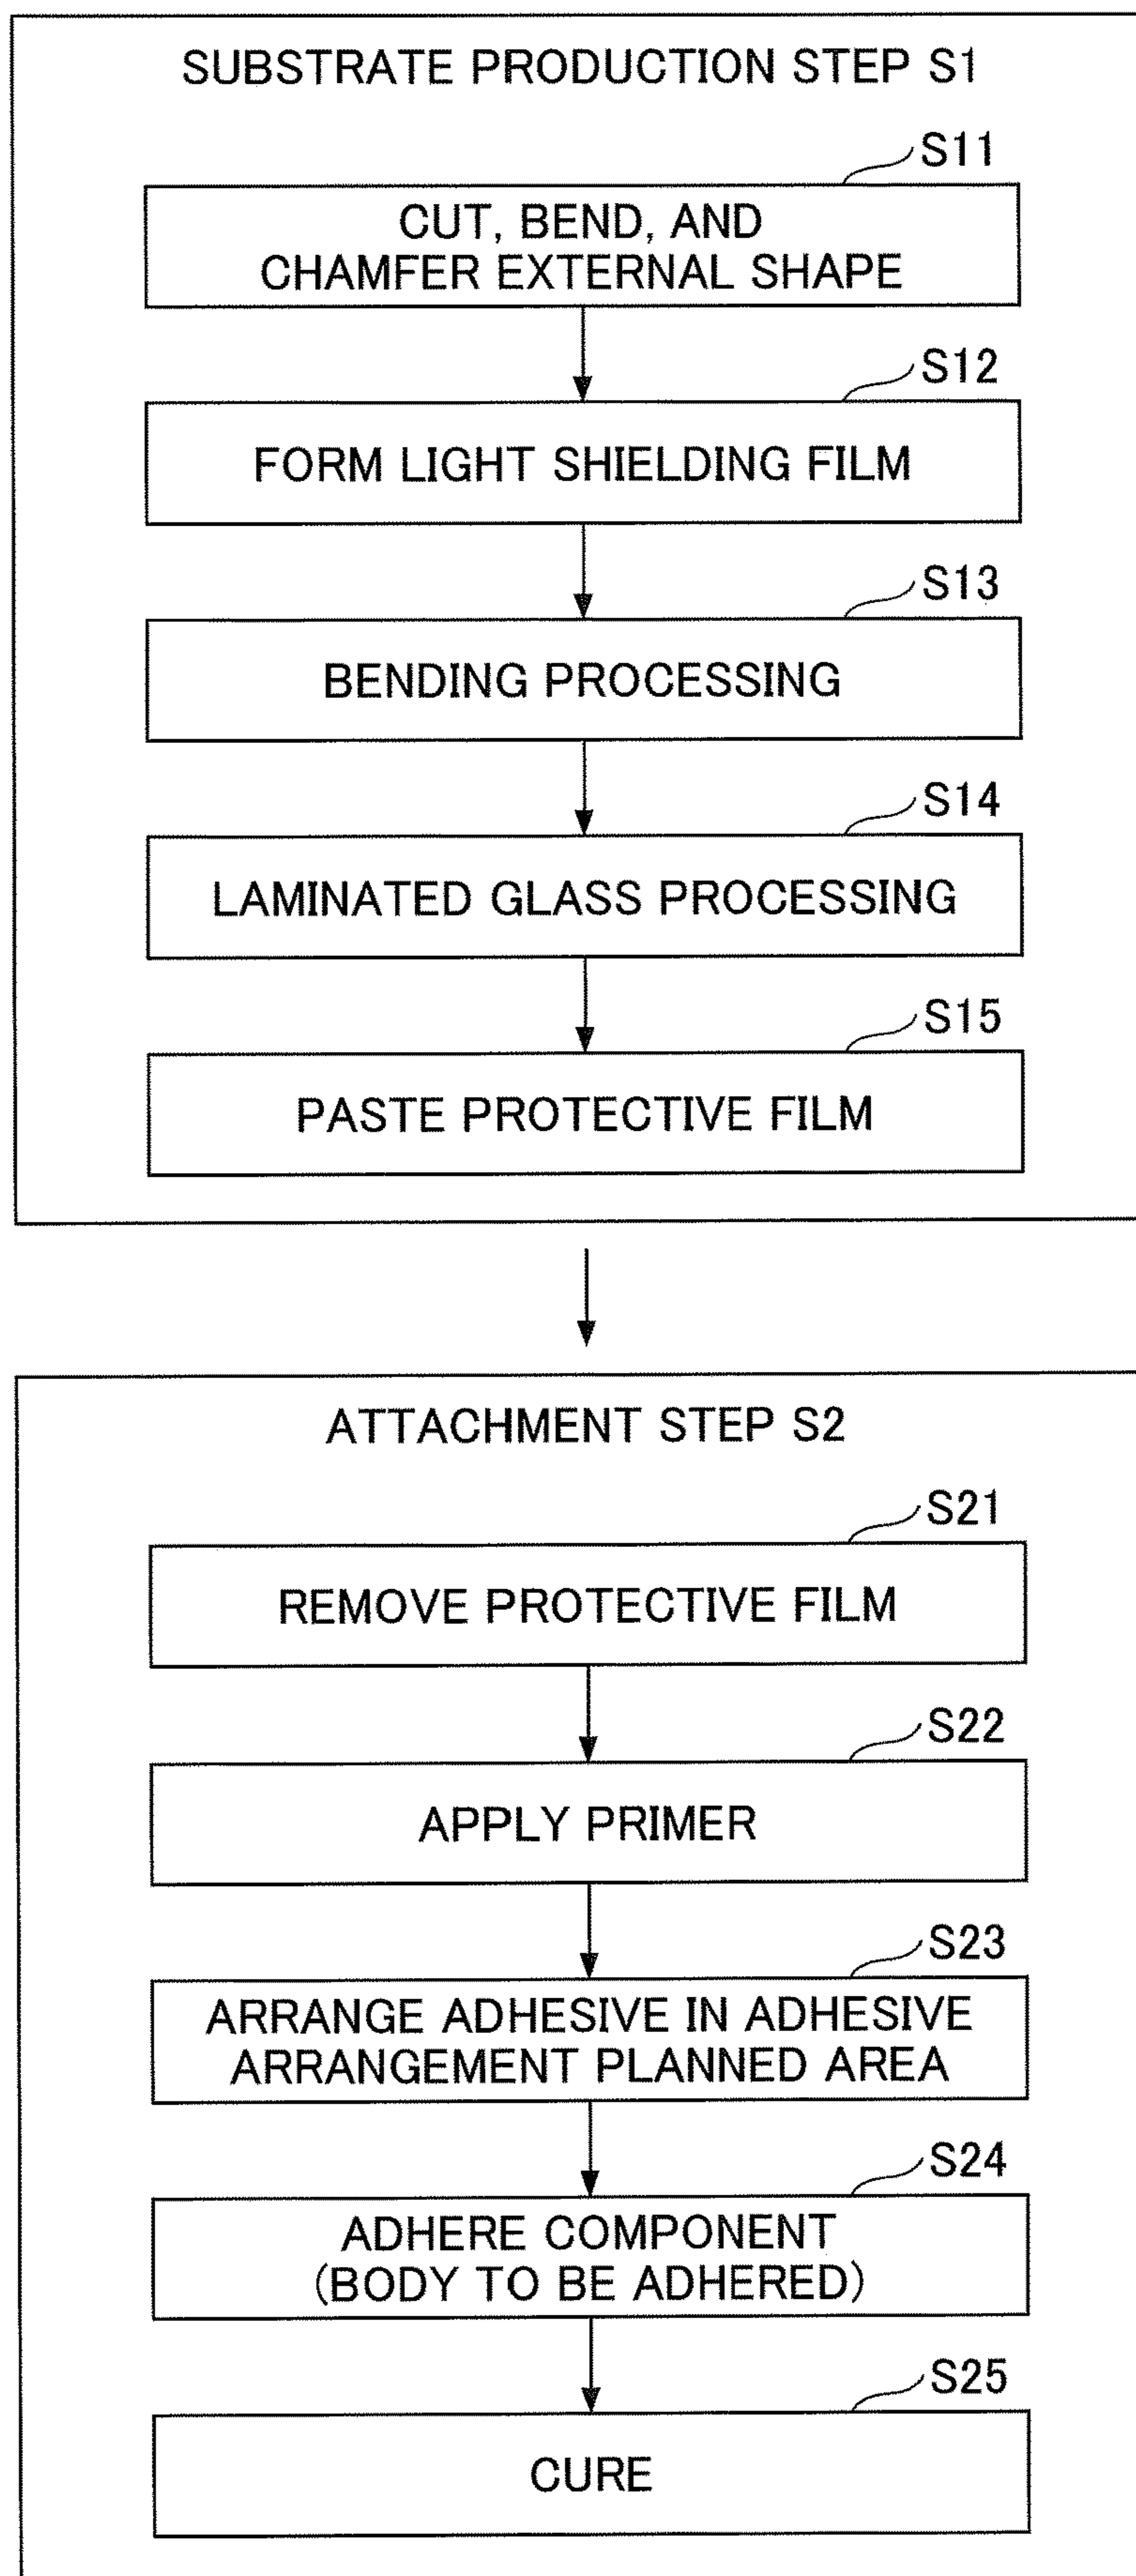 SUBSTRATE PRODUCTION STEP S1
S11
CUT, BEND, AND
CHAMFER EXTERNAL SHAPE
S12
FORM LIGHT SHIELDING FILM
S13
BENDING PROCESSING
S14
LAMINATED GLASS PROCESSING
S15
PASTE PROTECTIVE FILM
ATTACHMENT STEP S2
S21
REMOVE PROTECTIVE FILM
S22
APPLY PRIMER
S23
ARRANGE ADHESIVE IN ADHESIVE
ARRANGEMENT PLANNED AREA
S24
ADHERE COMPONENT
(BODY TO BE ADHERED)
S25
CURE